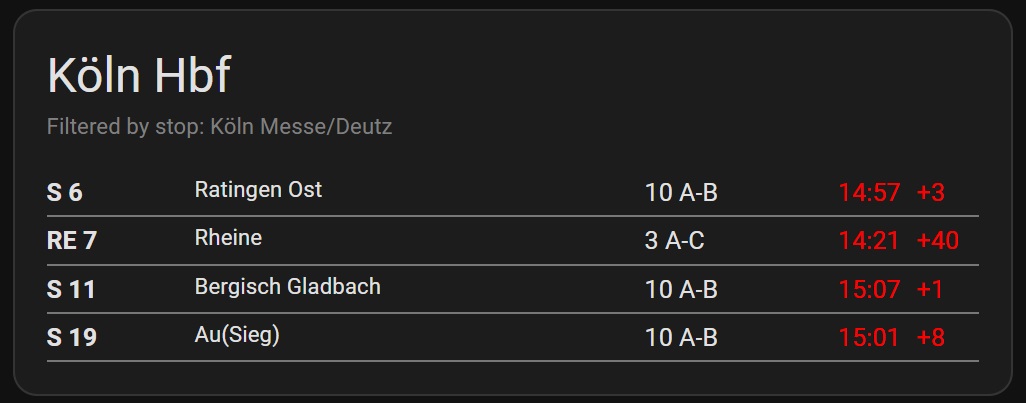 Köln Hbf
Filtered by stop: Köln Messe/Deutz
S 6 Ratingen Ost 10 A-B 14:57 +3
RE 7 Rheine 3 A-C 14:21 +40
S 11 Bergisch Gladbach 10 A-B 15:07 +1
S 19 Au(Sieg) 10 A-B 15:01 +8